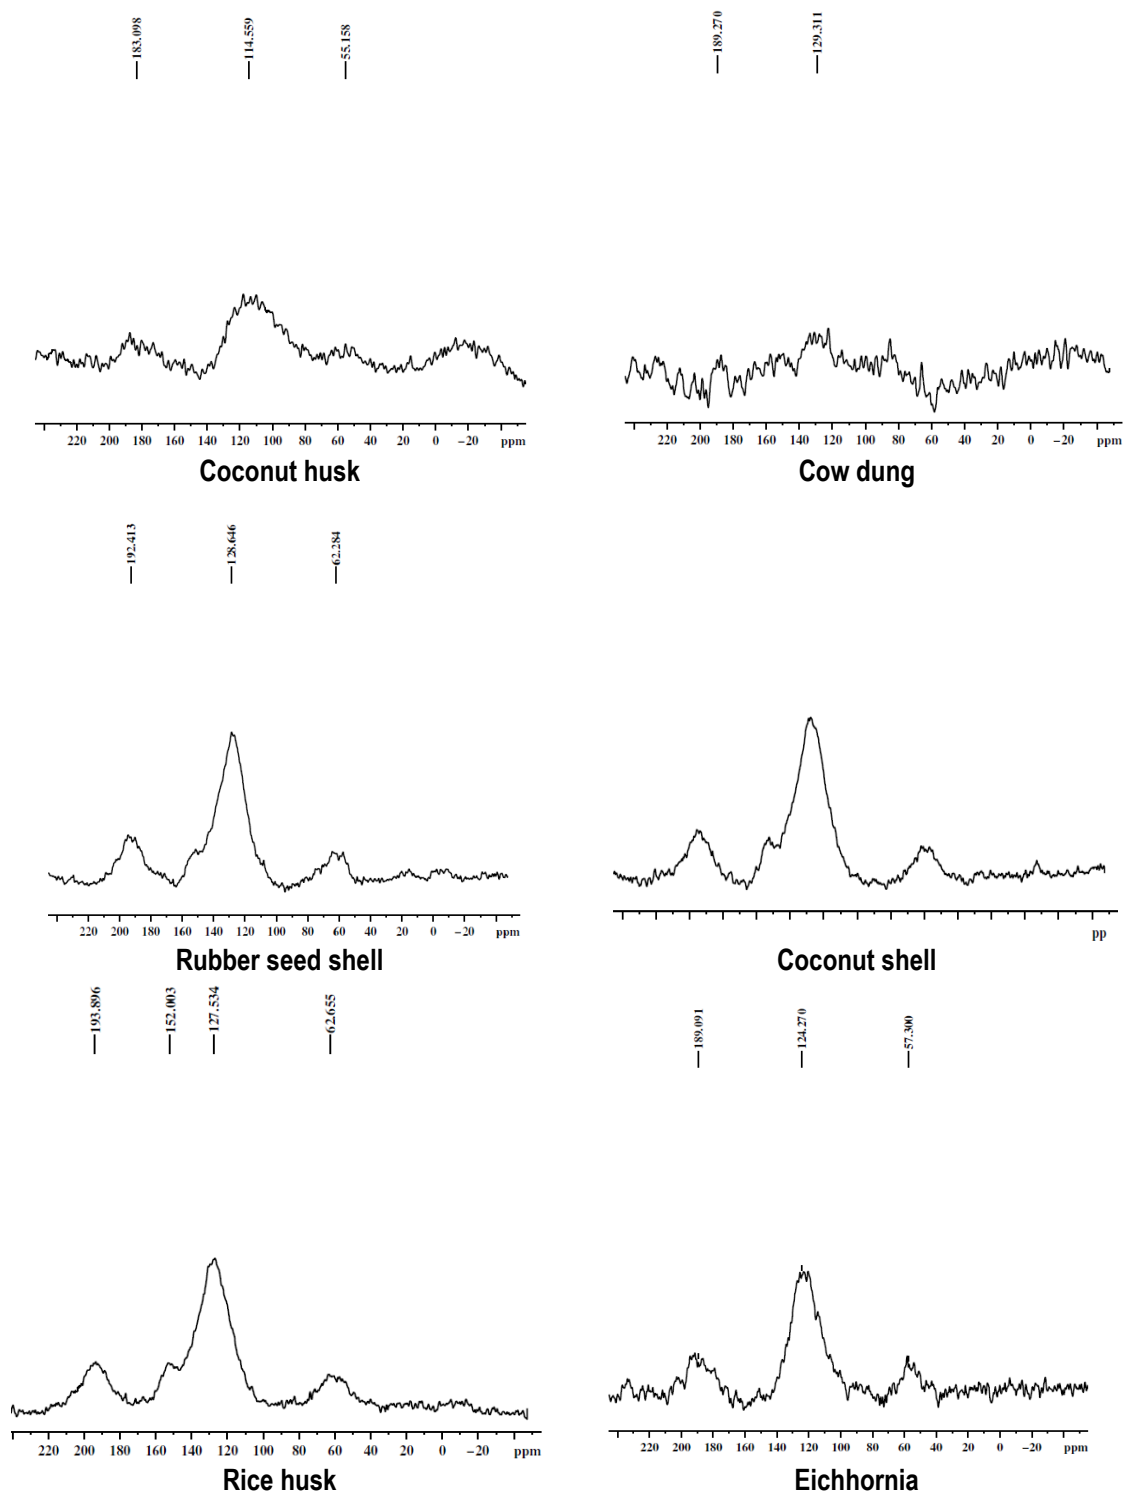 183.098 114.559 55.158
189.270 129.311
220 200 180 160 140 120 100 80 60 40 20 0 −20 ppm
220 200 180 160 140 120 100 80 60 40 20 0 −20 ppm
Coconut husk
Cow dung
192.413 128.646 62.284
220 200 180 160 140 120 100 80 60 40 20 0 −20 ppm
pp
Rubber seed shell
Coconut shell
193.896 152.003 127.534 62.655
189.091 124.270 57.300
220 200 180 160 140 120 100 80 60 40 20 0 −20 ppm
220 200 180 160 140 120 100 80 60 40 20 0 −20 ppm
Rice husk
Eichhornia